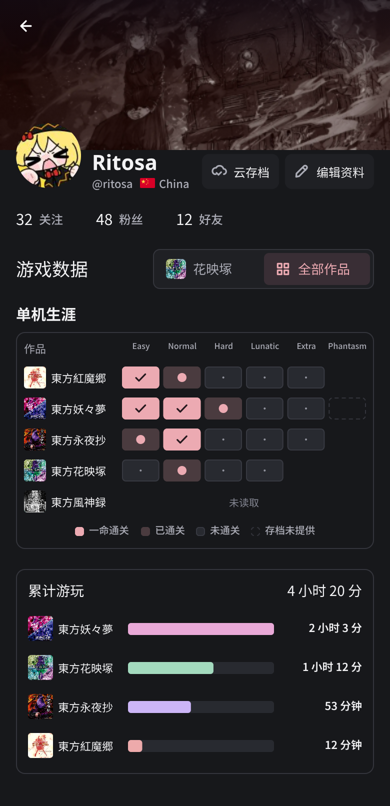 Ritosa
@ritosa 🇨🇳 China
云存档
编辑资料
32 关注 48 粉丝 12 好友
游戏数据
花映塚
全部作品
单机生涯
作品 Easy Normal Hard Lunatic Extra Phantasm
東方紅魔郷
東方妖々夢
東方永夜抄
東方花映塚
東方風神録 未读取
一命通关 已通关 未通关 存档未提供
累计游玩 4 小时 20 分
東方妖々夢 2 小时 3 分
東方花映塚 1 小时 12 分
東方永夜抄 53 分钟
東方紅魔郷 12 分钟